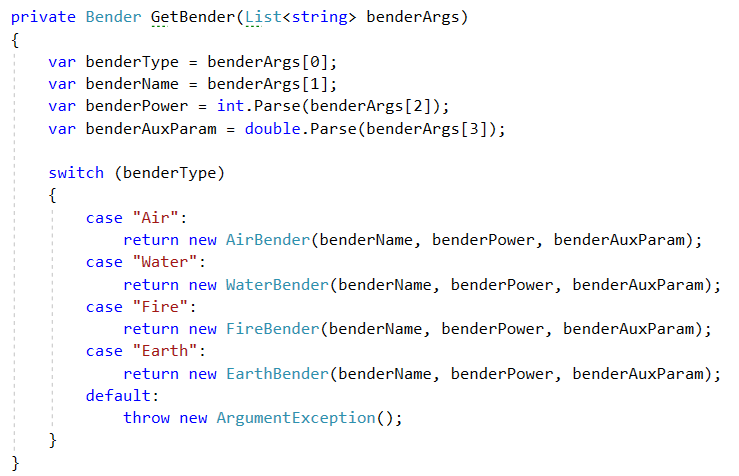 private Bender GetBender(List<string> benderArgs)
{
    var benderType = benderArgs[0];
    var benderName = benderArgs[1];
    var benderPower = int.Parse(benderArgs[2]);
    var benderAuxParam = double.Parse(benderArgs[3]);

    switch (benderType)
    {
        case "Air":
            return new AirBender(benderName, benderPower, benderAuxParam);
        case "Water":
            return new WaterBender(benderName, benderPower, benderAuxParam);
        case "Fire":
            return new FireBender(benderName, benderPower, benderAuxParam);
        case "Earth":
            return new EarthBender(benderName, benderPower, benderAuxParam);
        default:
            throw new ArgumentException();
    }
}